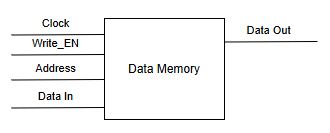 Clock
Write_EN
Address
Data In
Data Memory
Data Out